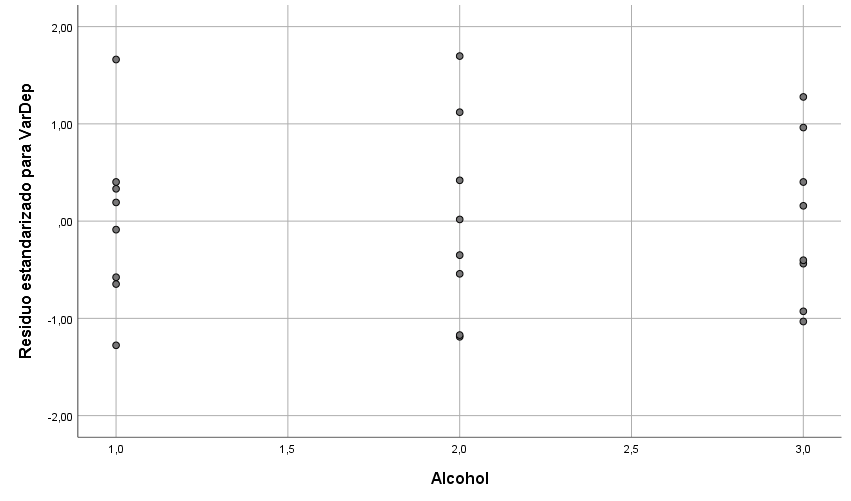 Residuo estandarizado para VarDep
2,00
1,00
,00
-1,00
-2,00
1,0 1,5 2,0 2,5 3,0
Alcohol